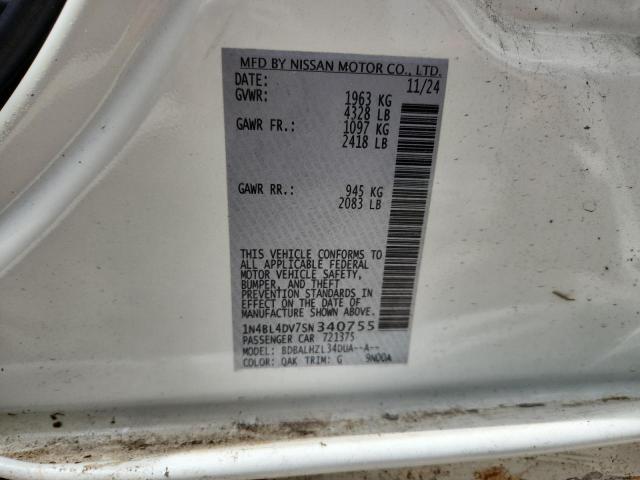 MFD BY NISSAN MOTOR CO., LTD.
DATE: 11/24
GVWR: 1963 KG
4328 LB
GAWR FR.: 1097 KG
2418 LB
GAWR RR.: 945 KG
2083 LB
THIS VEHICLE CONFORMS TO
ALL APPLICABLE FEDERAL
MOTOR VEHICLE SAFETY,
BUMPER, AND THEFT
PREVENTION STANDARDS IN
EFFECT ON THE DATE OF
MANUFACTURE SHOWN ABOVE.
1N4BL4DV7SN340755
PASSENGER CAR 721375
MODEL: BDBALHZL34DUA--A--
COLOR: QAK TRIM: G 9N00A